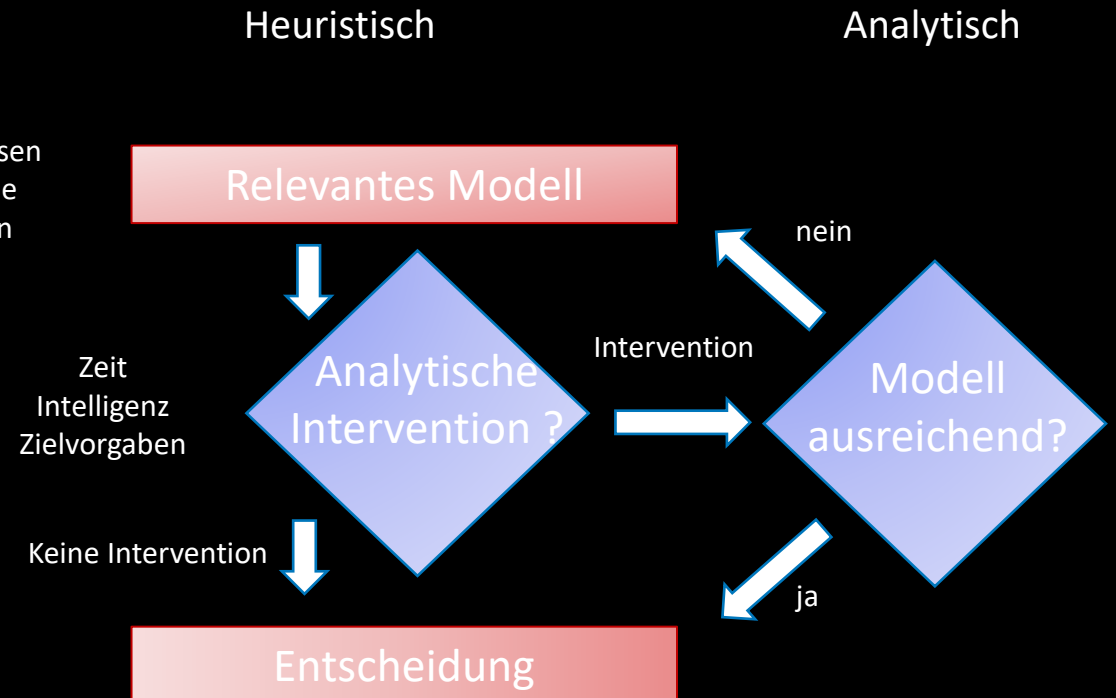 Heuristisch
Analytisch
Relevantes Modell
nein
Zeit
Intelligenz
Zielvorgaben
Analytische
Intervention ?
Intervention
Modell
ausreichend?
Keine Intervention
ja
Entscheidung